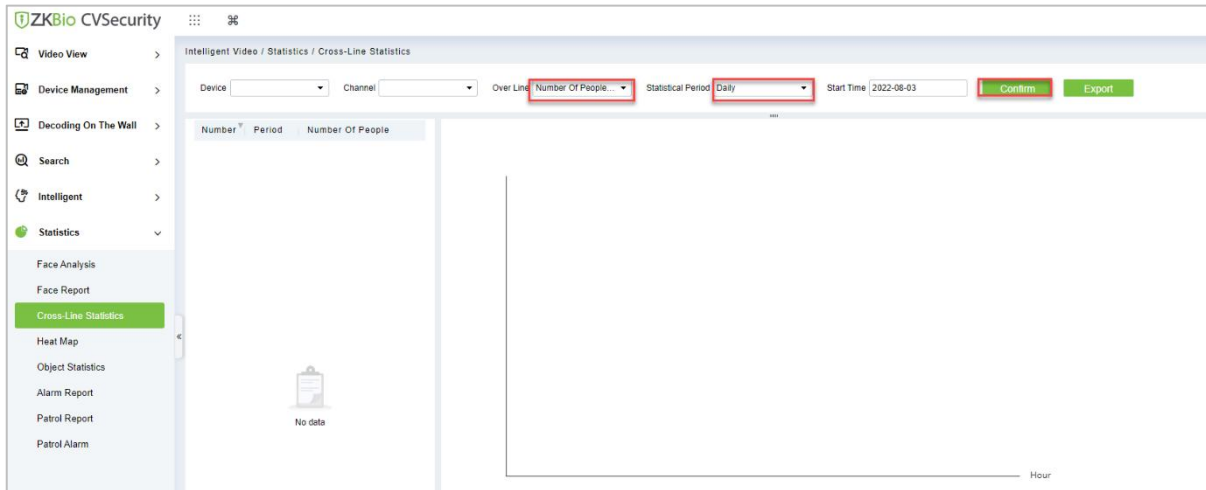 ZKBio CVSecurity
Intelligent Video / Statistics / Cross-Line Statistics
Video View
Device Management
Decoding On The Wall
Search
Intelligent
Statistics
Face Analysis
Face Report
Cross-Line Statistics
Heat Map
Object Statistics
Alarm Report
Patrol Report
Patrol Alarm
Device Channel Over Line Number Of People... Statistical Period Daily Start Time 2022-08-03 Confirm Export
Number Period Number Of People
No data
Hour